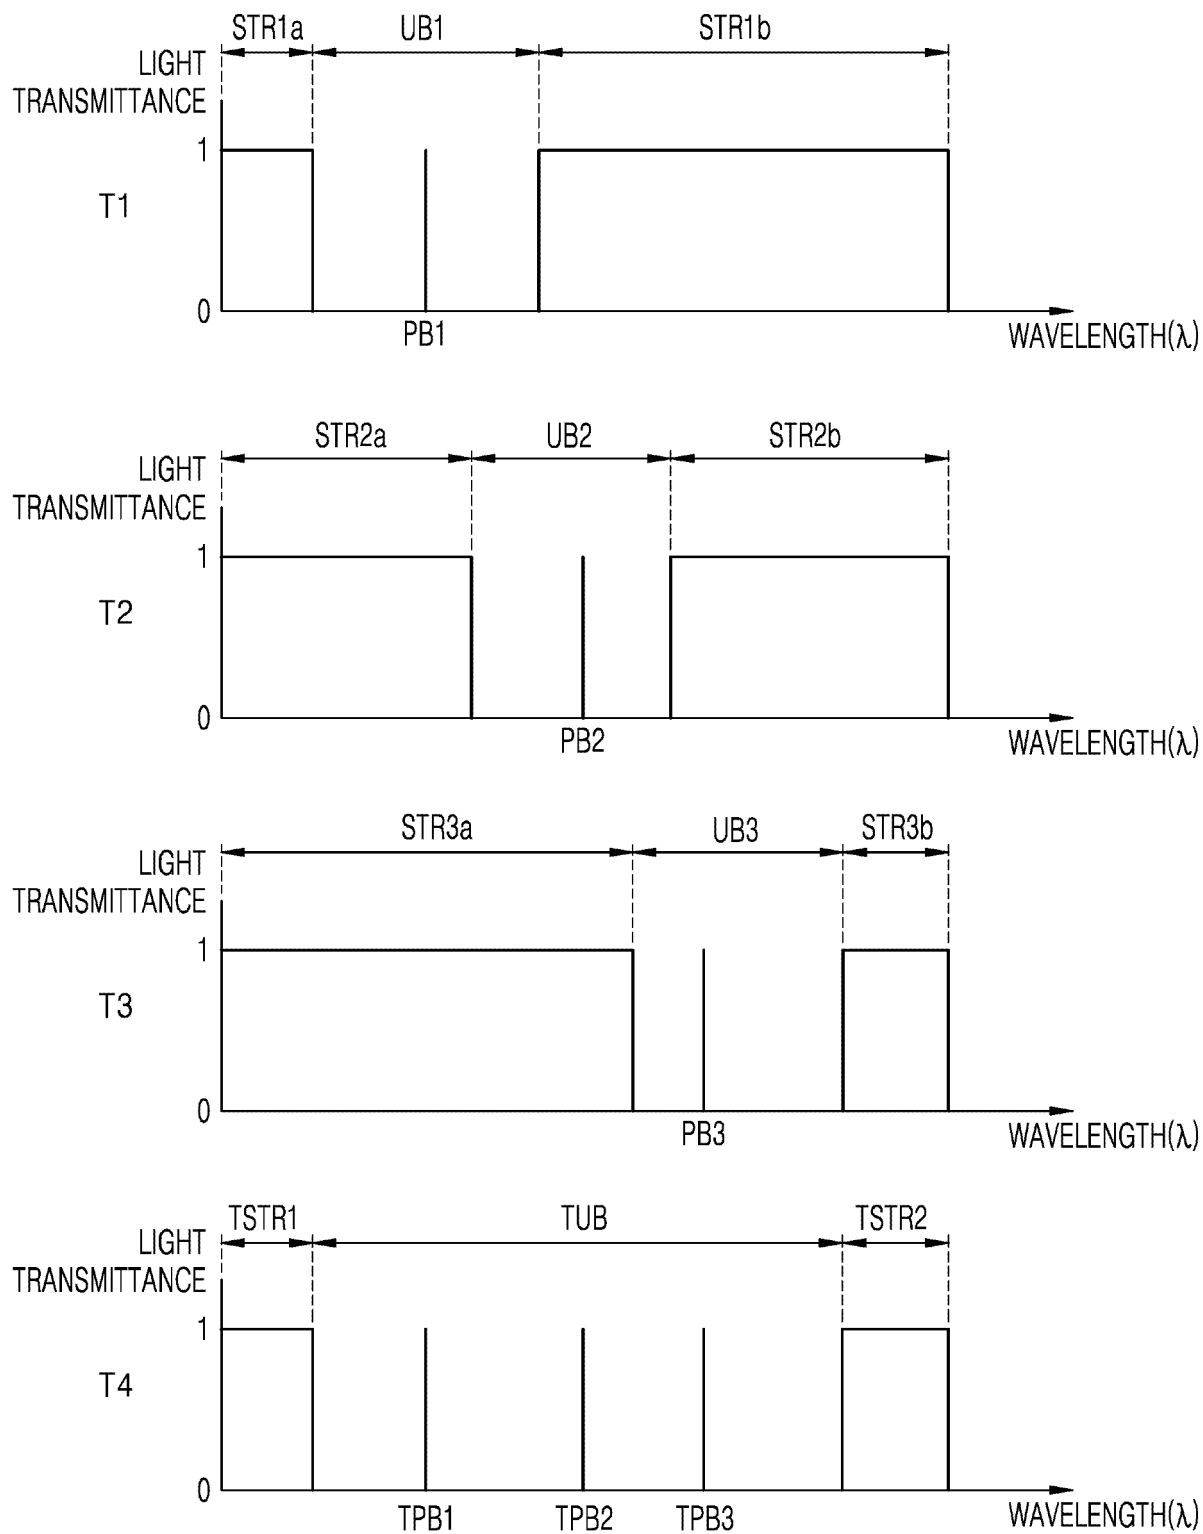 STR1a UB1 STR1b
LIGHT
TRANSMITTANCE
1
T1
0
PB1
WAVELENGTH(λ)
STR2a UB2 STR2b
LIGHT
TRANSMITTANCE
1
T2
0
PB2
WAVELENGTH(λ)
STR3a UB3 STR3b
LIGHT
TRANSMITTANCE
1
T3
0
PB3
WAVELENGTH(λ)
TSTR1 TUB TSTR2
LIGHT
TRANSMITTANCE
1
T4
0
TPB1 TPB2 TPB3
WAVELENGTH(λ)